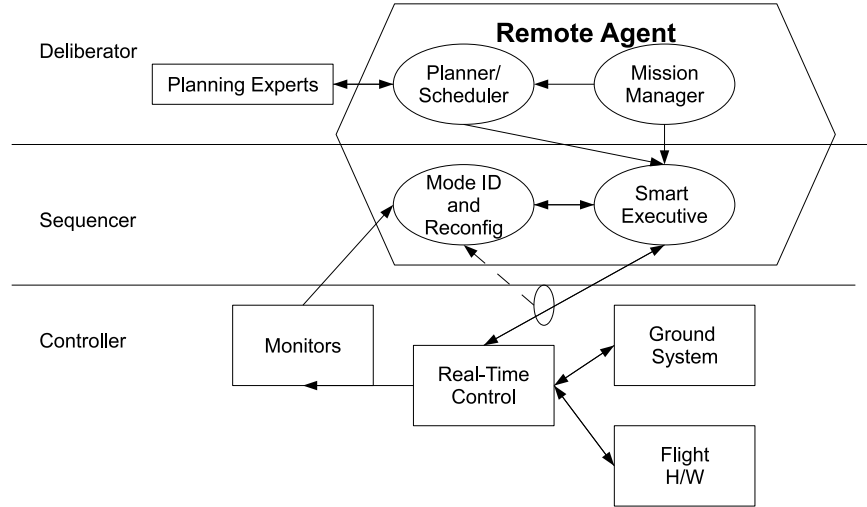 Remote Agent
Deliberator
Planning Experts
Planner/
Scheduler
Mission
Manager
Sequencer
Mode ID
and
Reconfig
Smart
Executive
Controller
Monitors
Real-Time
Control
Ground
System
Flight
H/W